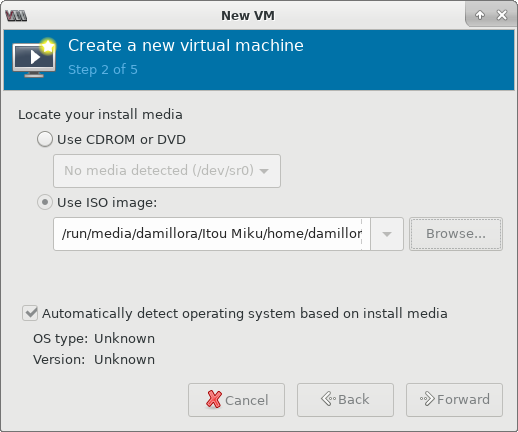 New VM
Create a new virtual machine
Step 2 of 5
Locate your install media
Use CDROM or DVD
No media detected (/dev/sr0)
Use ISO image:
/run/media/damillora/Itou Miku/home/damillor
Browse...
Automatically detect operating system based on install media
OS type: Unknown
Version: Unknown
Cancel
Back
Forward